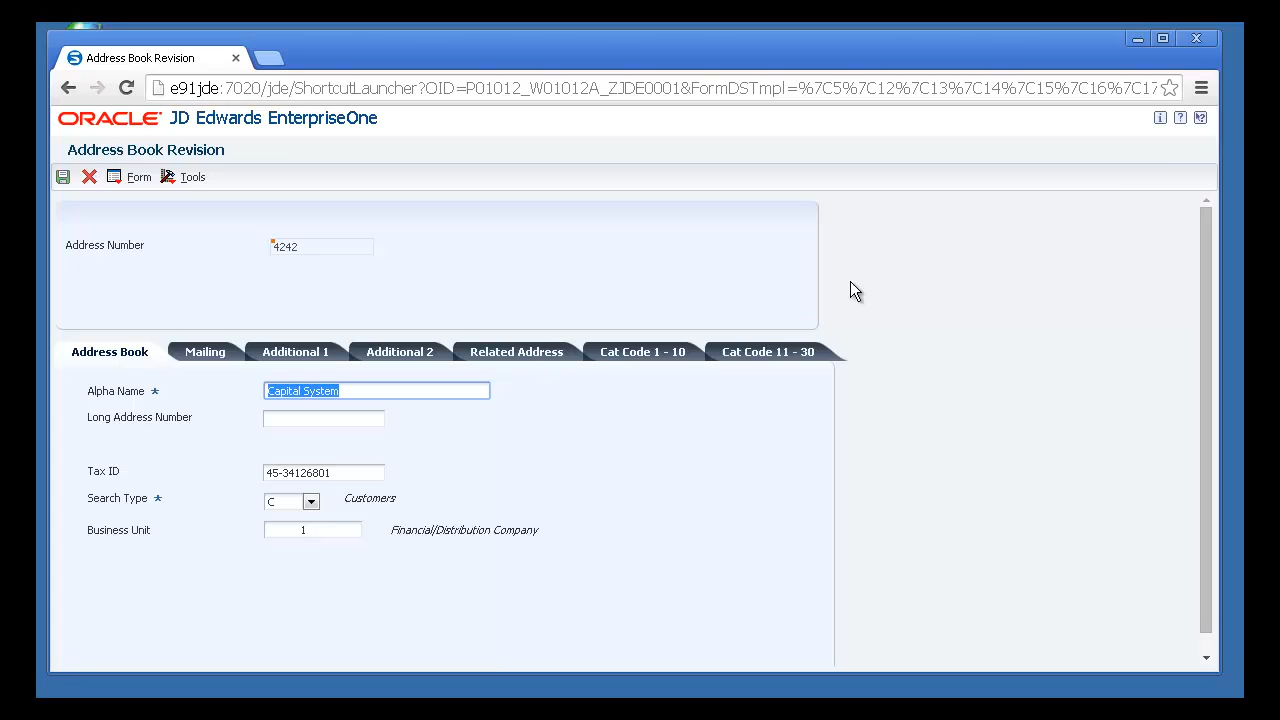 Address Book Revision
e91jde:7020/jde/ShortcutLauncher?OID=P01012_W01012A_ZJDE0001&FormDSTmpl=%7C5%7C12%7C13%7C14%7C15%7C16%7C17
ORACLE JD Edwards EnterpriseOne
Address Book Revision
Form Tools
Address Number 4242
Address Book Mailing Additional 1 Additional 2 Related Address Cat Code 1 - 10 Cat Code 11 - 30
Alpha Name * Capital System
Long Address Number
Tax ID 45-34126801
Search Type * C Customers
Business Unit 1 Financial/Distribution Company